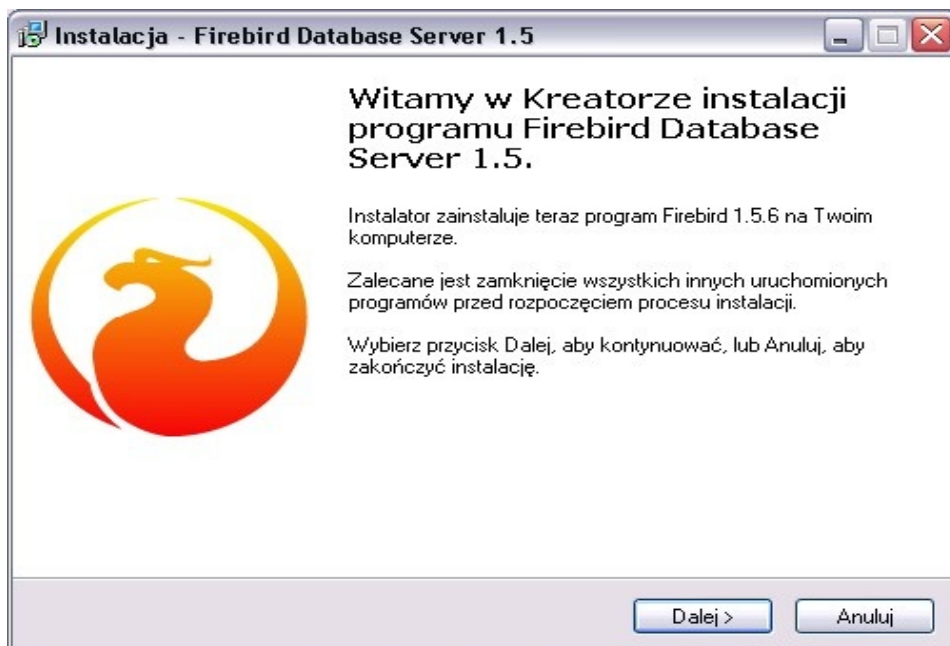 Instalacja - Firebird Database Server 1.5
Witamy w Kreatorze instalacji
programu Firebird Database
Server 1.5.
Instalator zainstaluje teraz program Firebird 1.5.6 na Twoim
komputerze.
Zalecane jest zamknięcie wszystkich innych uruchomionych
programów przed rozpoczęciem procesu instalacji.
Wybierz przycisk Dalej, aby kontynuować, lub Anuluj, aby
zakończyć instalację.
Dalej > Anuluj